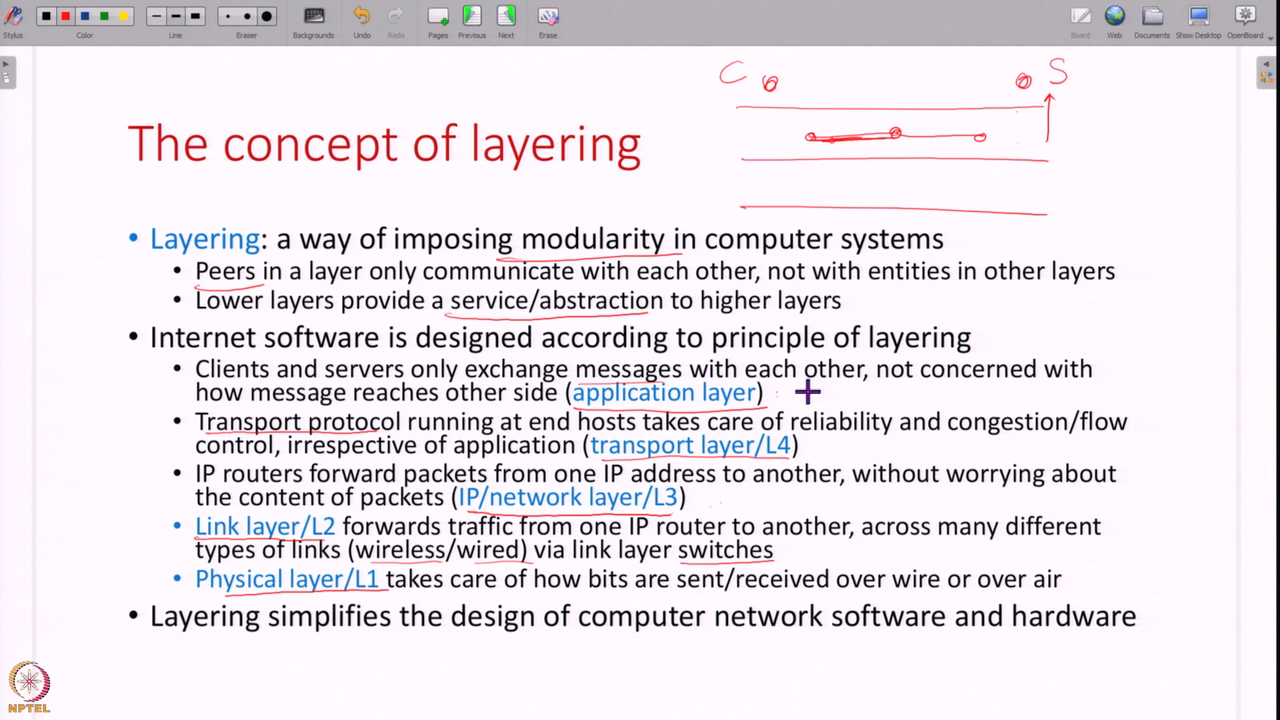 Stylus
Color
Line
Eraser
Backgrounds
Undo
Redo
Pages
Previous
Next
Erase
Board
Web
Documents
Show Desktop
OpenBoard
C
S
The concept of layering
• Layering: a way of imposing modularity in computer systems
• Peers in a layer only communicate with each other, not with entities in other layers
• Lower layers provide a service/abstraction to higher layers
• Internet software is designed according to principle of layering
• Clients and servers only exchange messages with each other, not concerned with
how message reaches other side (application layer)
• Transport protocol running at end hosts takes care of reliability and congestion/flow
control, irrespective of application (transport layer/L4)
• IP routers forward packets from one IP address to another, without worrying about
the content of packets (IP/network layer/L3)
• Link layer/L2 forwards traffic from one IP router to another, across many different
types of links (wireless/wired) via link layer switches
• Physical layer/L1 takes care of how bits are sent/received over wire or over air
• Layering simplifies the design of computer network software and hardware
NPTEL